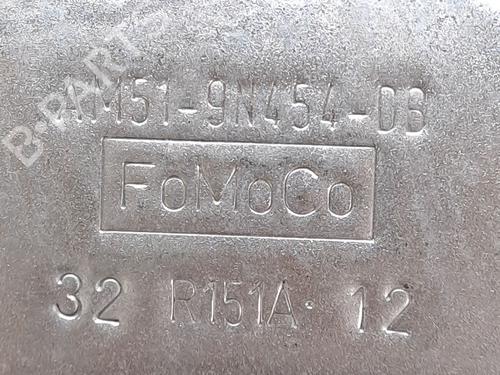 B-PARTS
AM51-9N454-DB
FoMoCo
32 R151A· 12